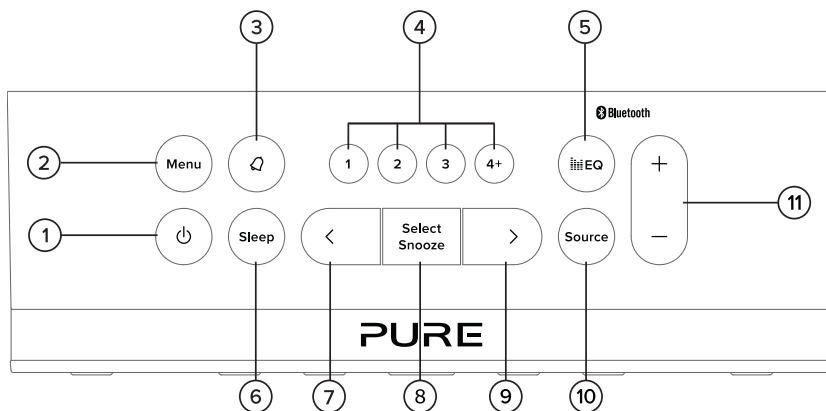 3 4 5
Bluetooth
2 Menu 1 2 3 4+ EQ +
11
1 Sleep < Select Snooze > Source −
PURE
6 7 8 9 10